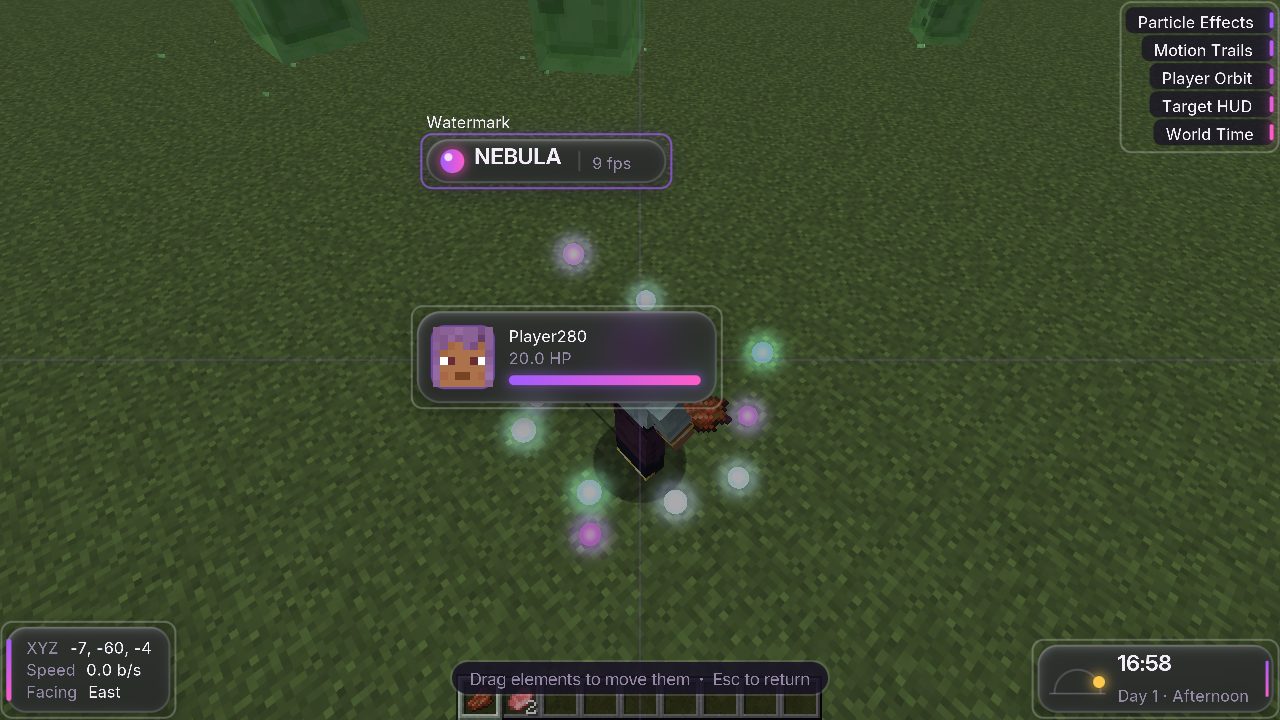 Particle Effects
Motion Trails
Player Orbit
Target HUD
World Time
Watermark
NEBULA 9 fps
Player280
20.0 HP
XYZ -7, -60, -4
Speed 0.0 b/s
Facing East
Drag elements to move them · Esc to return
2
16:58
Day 1 · Afternoon